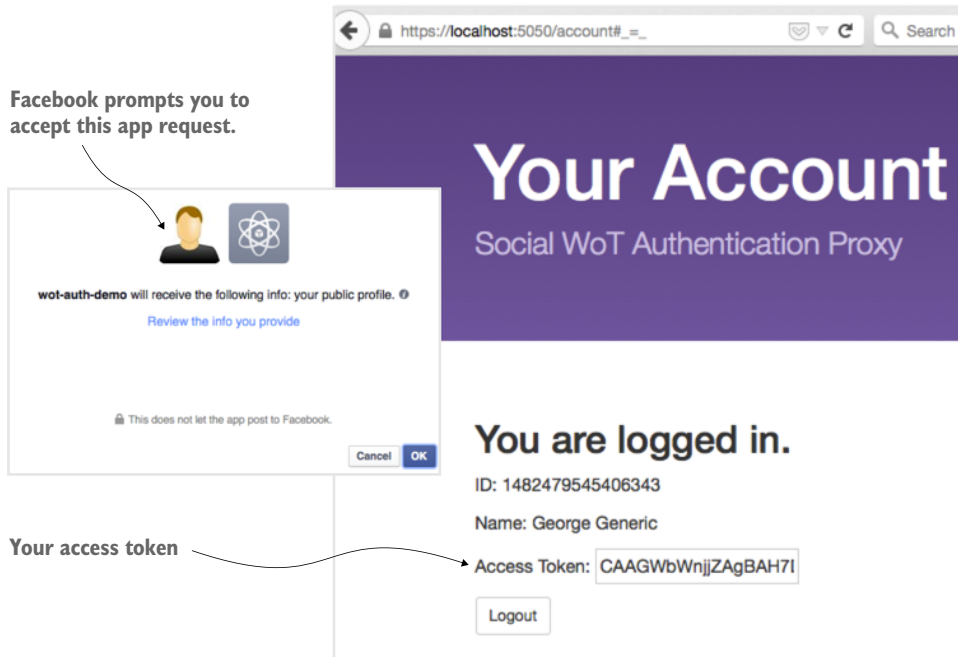 https://localhost:5050/account#_=_
Search
Facebook prompts you to
accept this app request.
Your Account
Social WoT Authentication Proxy
wot-auth-demo will receive the following info: your public profile.
Review the info you provide
This does not let the app post to Facebook.
Cancel OK
You are logged in.
ID: 1482479545406343
Name: George Generic
Your access token
Access Token: CAAGWbWnjjZAgBAH7
Logout